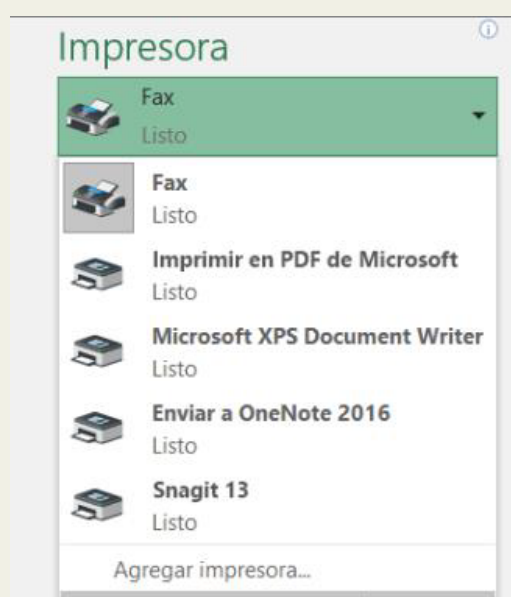 Impresora
Fax
Listo
Fax
Listo
Imprimir en PDF de Microsoft
Listo
Microsoft XPS Document Writer
Listo
Enviar a OneNote 2016
Listo
Snagit 13
Listo
Agregar impresora...